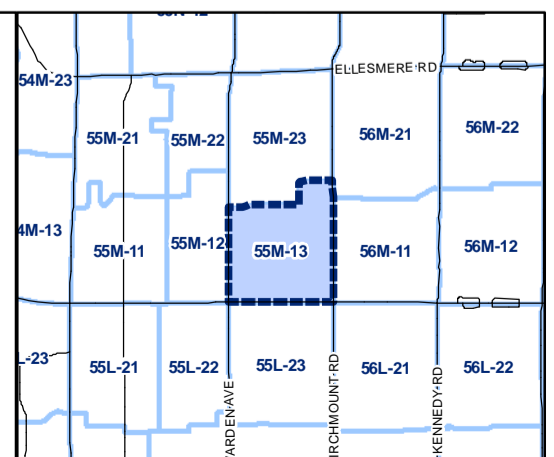 ELLESMERE RD
54M-23
55M-21
55M-22
55M-23
56M-21
56M-22
4M-13
55M-11
55M-12
55M-13
56M-11
56M-12
L-23
55L-21
55L-22
55L-23
56L-21
56L-22
ARDEN AVE
IRCHMOUNT RD
KENNEDY RD